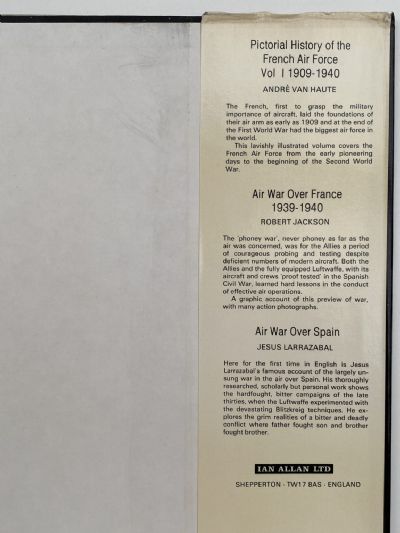 Pictorial History of the
French Air Force
Vol I 1909-1940
ANDRÉ VAN HAUTE
The French, first to grasp the military
importance of aircraft, laid the foundations of
their air arm as early as 1909 and at the end of
the First World War had the biggest air force in
the world.
This lavishly illustrated volume covers the
French Air Force from the early pioneering
days to the beginning of the Second World
War.
Air War Over France
1939-1940
ROBERT JACKSON
The 'phoney war', never phoney as far as the
air was concerned, was for the Allies a period
of courageous probing and testing despite
deficient numbers of modern aircraft. Both the
Allies and the fully equipped Luftwaffe, with its
aircraft and crews 'proof tested' in the Spanish
Civil War, learned hard lessons in the conduct
of effective air operations.
A graphic account of this preview of war,
with many action photographs.
Air War Over Spain
JESUS LARRAZABAL
Here for the first time in English is Jesus
Larrazabal's famous account of the largely un-
sung war in the air over Spain. His thoroughly
researched, scholarly but personal work shows
the hardfought, bitter campaigns of the late
thirties, when the Luftwaffe experimented with
the devastating Blitzkreig techniques. He ex-
plores the grim realities of a bitter and deadly
conflict where father fought son and brother
fought brother.
IAN ALLAN LTD
SHEPPERTON · TW17 8AS · ENGLAND